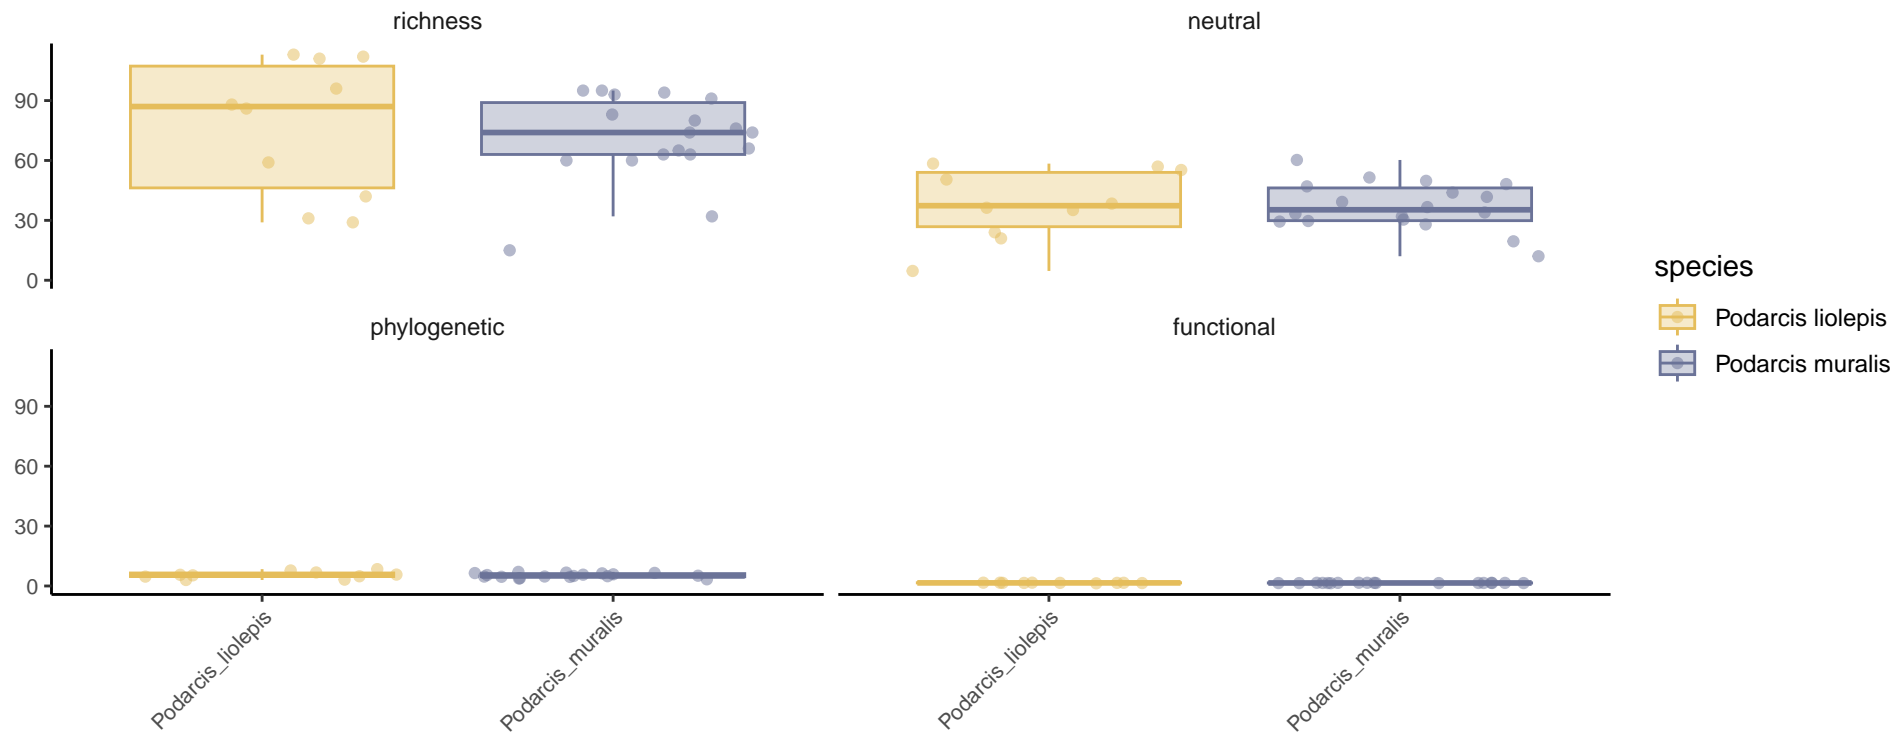 richness
neutral
90
60
30
0
phylogenetic
functional
90
60
30
0
Podarcis_liolepis
Podarcis_muralis
Podarcis_liolepis
Podarcis_muralis
species
Podarcis liolepis
Podarcis muralis